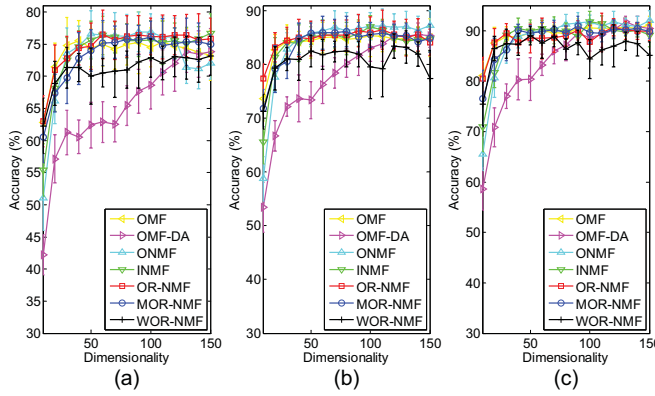 80
75
70
65
60
55
50
45
40
35
30
Accuracy (%)
50
100
150
Dimensionality
OMF
OMF-DA
ONMF
INMF
OR-NMF
MOR-NMF
WOR-NMF
(a)
90
80
70
60
50
40
30
Accuracy (%)
50
100
150
Dimensionality
OMF
OMF-DA
ONMF
INMF
OR-NMF
MOR-NMF
WOR-NMF
(b)
90
80
70
60
50
40
30
Accuracy (%)
50
100
150
Dimensionality
OMF
OMF-DA
ONMF
INMF
OR-NMF
MOR-NMF
WOR-NMF
(c)